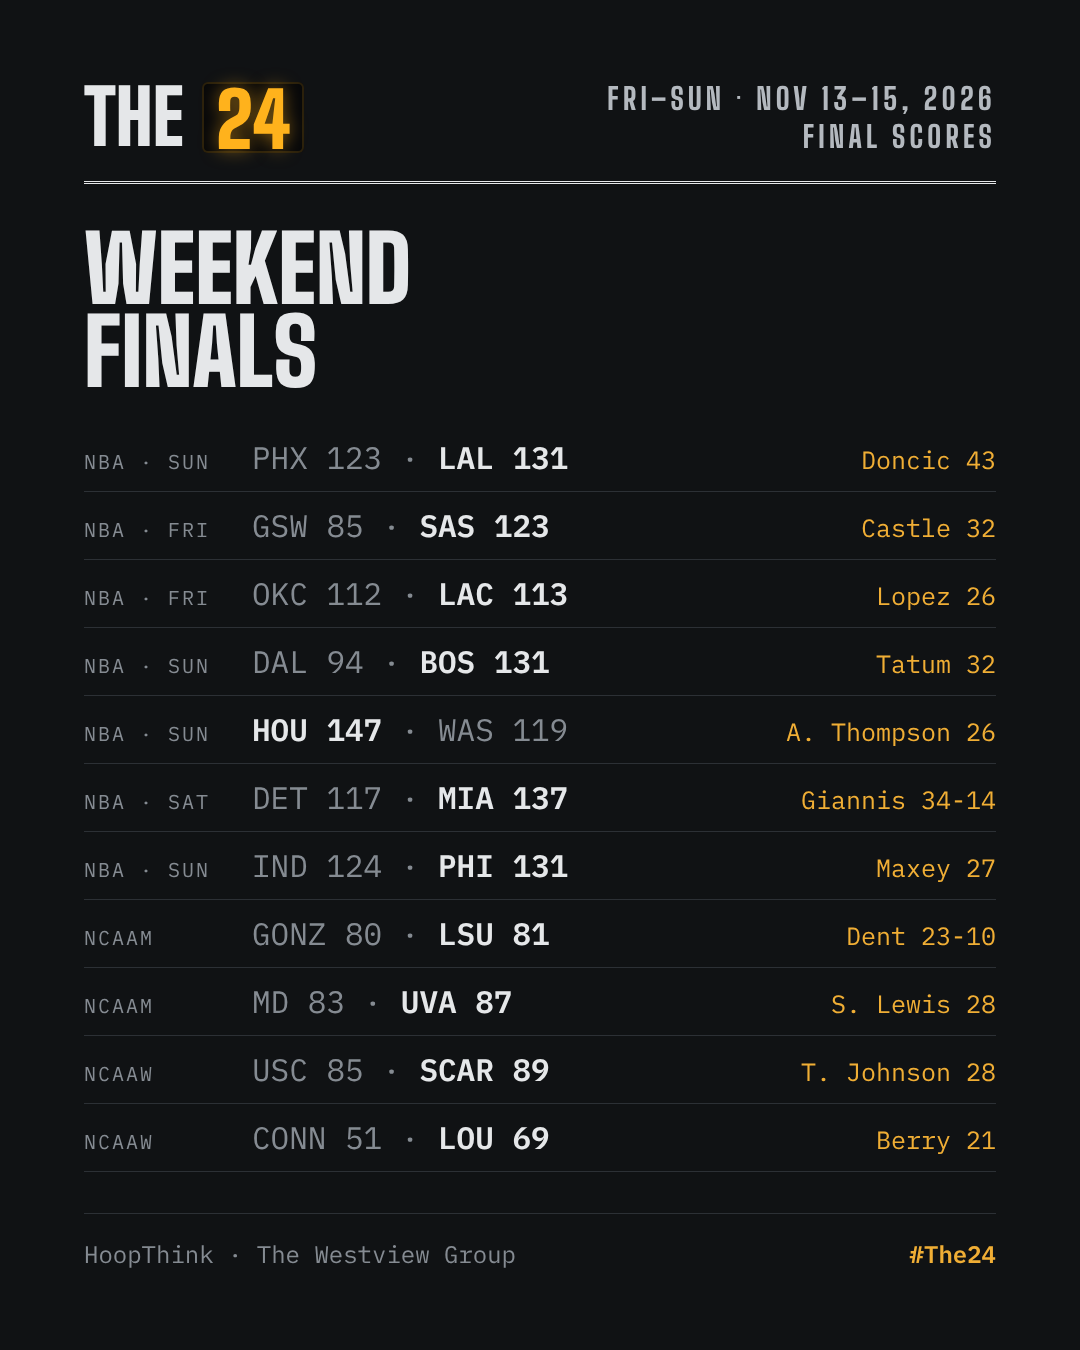 THE 24
FRI–SUN · NOV 13–15, 2026
FINAL SCORES
WEEKEND
FINALS
NBA · SUN PHX 123 · LAL 131 Doncic 43
NBA · FRI GSW 85 · SAS 123 Castle 32
NBA · FRI OKC 112 · LAC 113 Lopez 26
NBA · SUN DAL 94 · BOS 131 Tatum 32
NBA · SUN HOU 147 · WAS 119 A. Thompson 26
NBA · SAT DET 117 · MIA 137 Giannis 34-14
NBA · SUN IND 124 · PHI 131 Maxey 27
NCAAM GONZ 80 · LSU 81 Dent 23-10
NCAAM MD 83 · UVA 87 S. Lewis 28
NCAAW USC 85 · SCAR 89 T. Johnson 28
NCAAW CONN 51 · LOU 69 Berry 21
HoopThink · The Westview Group #The24